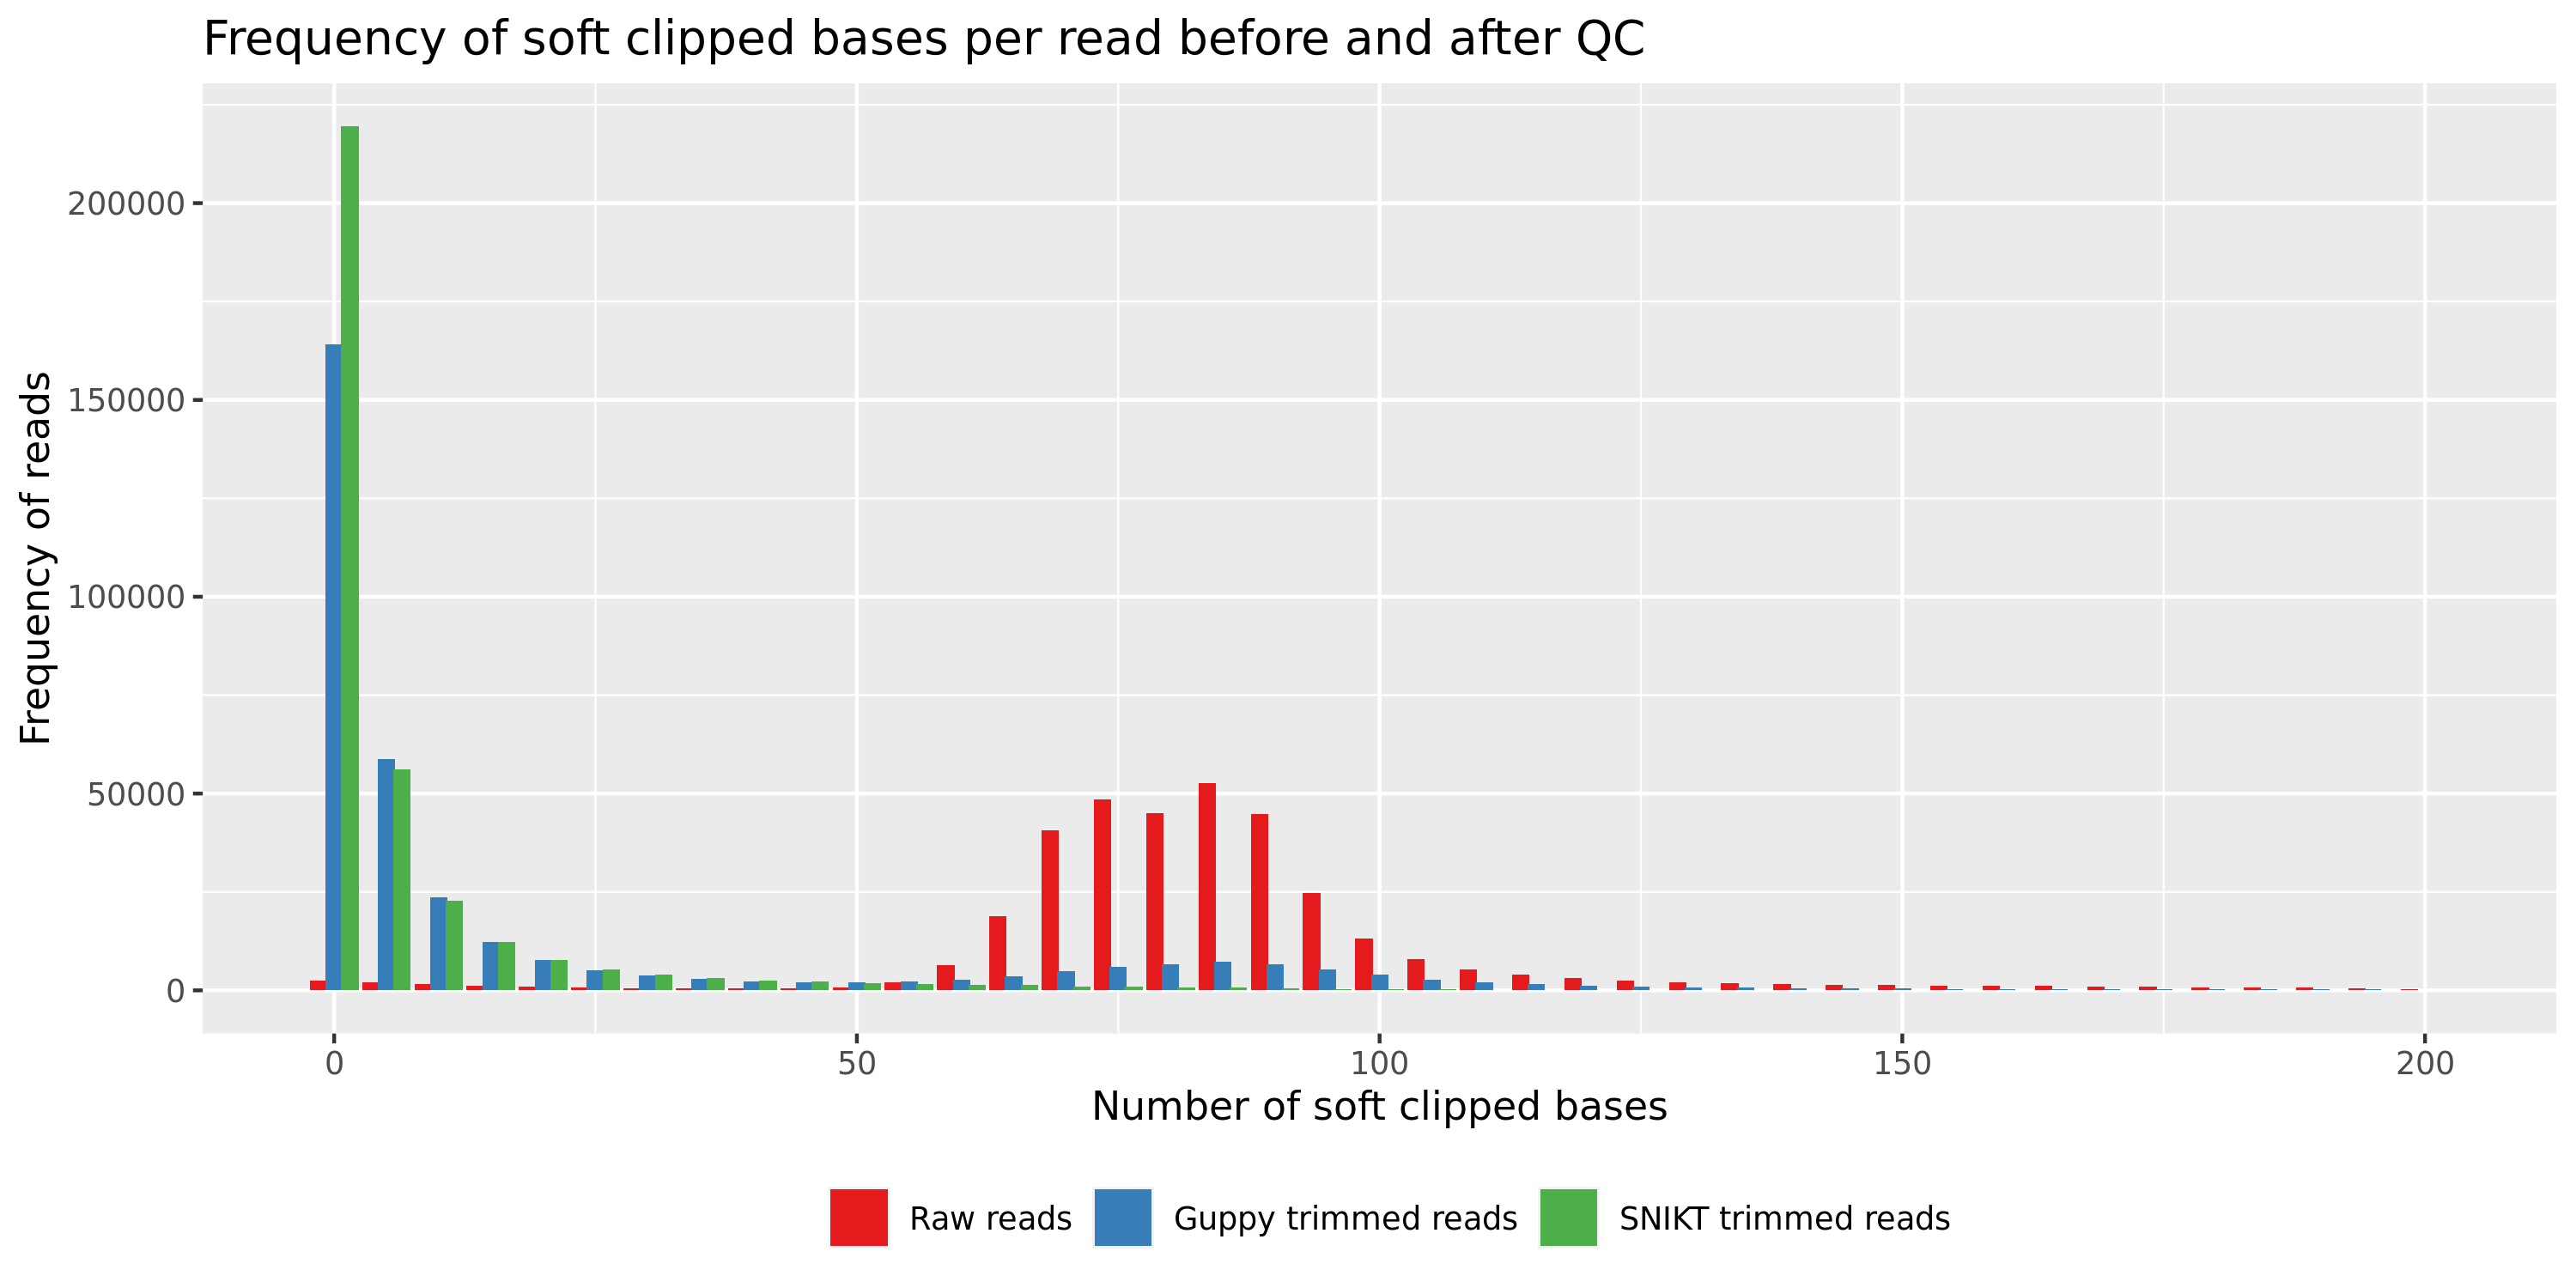 Frequency of soft clipped bases per read before and after QC
Frequency of reads
200000
150000
100000
50000
0
0 50 100 150 200
Number of soft clipped bases
Raw reads Guppy trimmed reads SNIKT trimmed reads